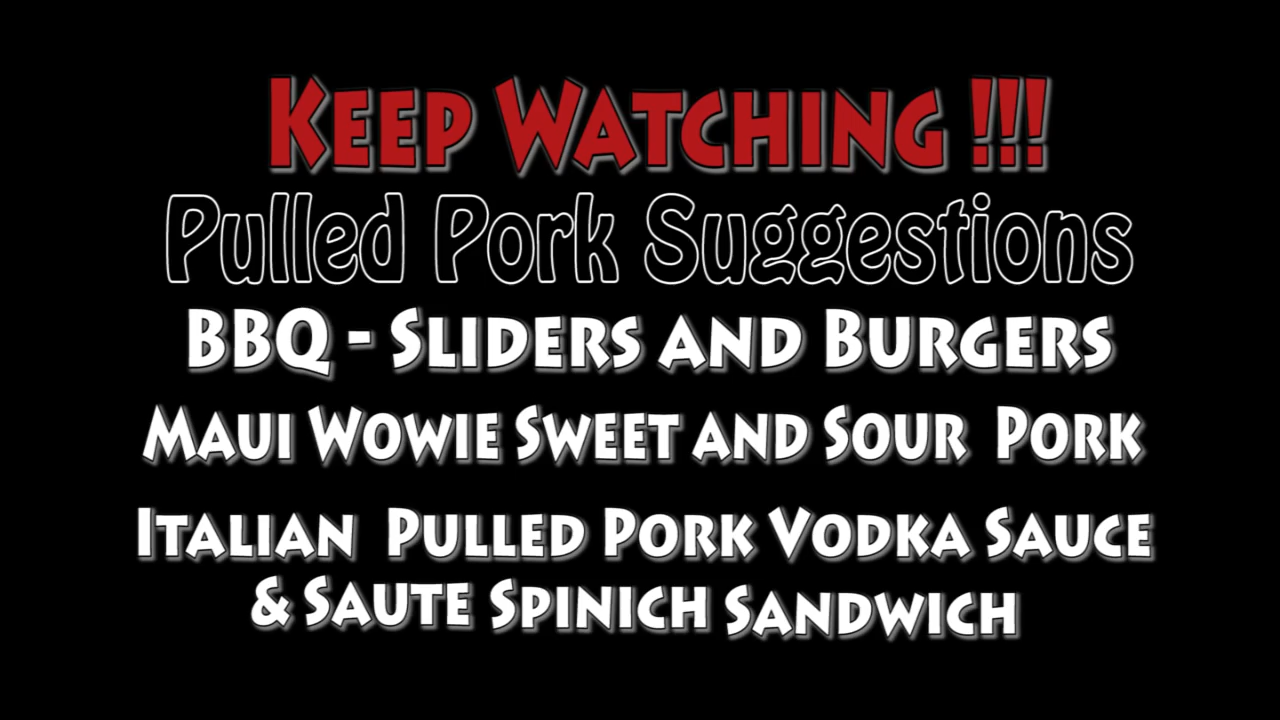 Keep Watching !!!
Pulled Pork Suggestions
BBQ - Sliders and Burgers
Maui Wowie Sweet and Sour Pork
Italian Pulled Pork Vodka Sauce
& Saute Spinich Sandwich